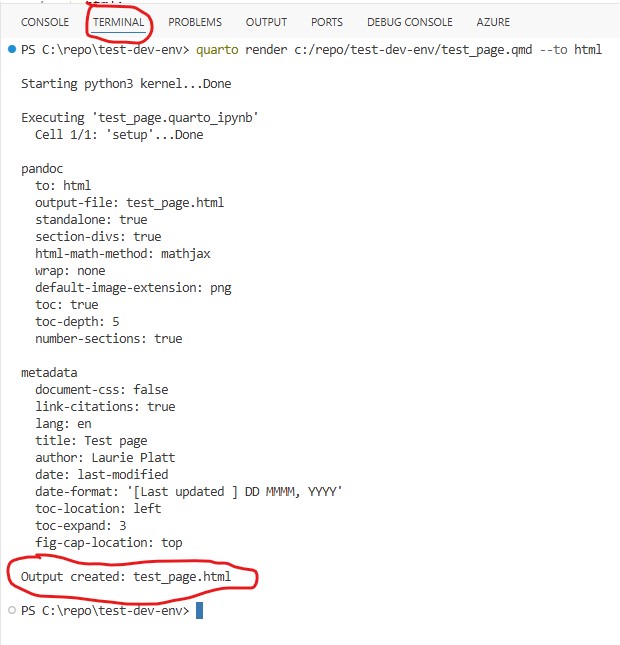 CONSOLE TERMINAL PROBLEMS OUTPUT PORTS DEBUG CONSOLE AZURE
PS C:\repo\test-dev-env> quarto render c:/repo/test-dev-env/test_page.qmd --to html
Starting python3 kernel...Done
Executing 'test_page.quarto_ipynb'
Cell 1/1: 'setup'...Done
pandoc
to: html
output-file: test_page.html
standalone: true
section-divs: true
html-math-method: mathjax
wrap: none
default-image-extension: png
toc: true
toc-depth: 5
number-sections: true
metadata
document-css: false
link-citations: true
lang: en
title: Test page
author: Laurie Platt
date: last-modified
date-format: '[Last updated ] DD MMMM, YYYY'
toc-location: left
toc-expand: 3
fig-cap-location: top
Output created: test_page.html
PS C:\repo\test-dev-env>